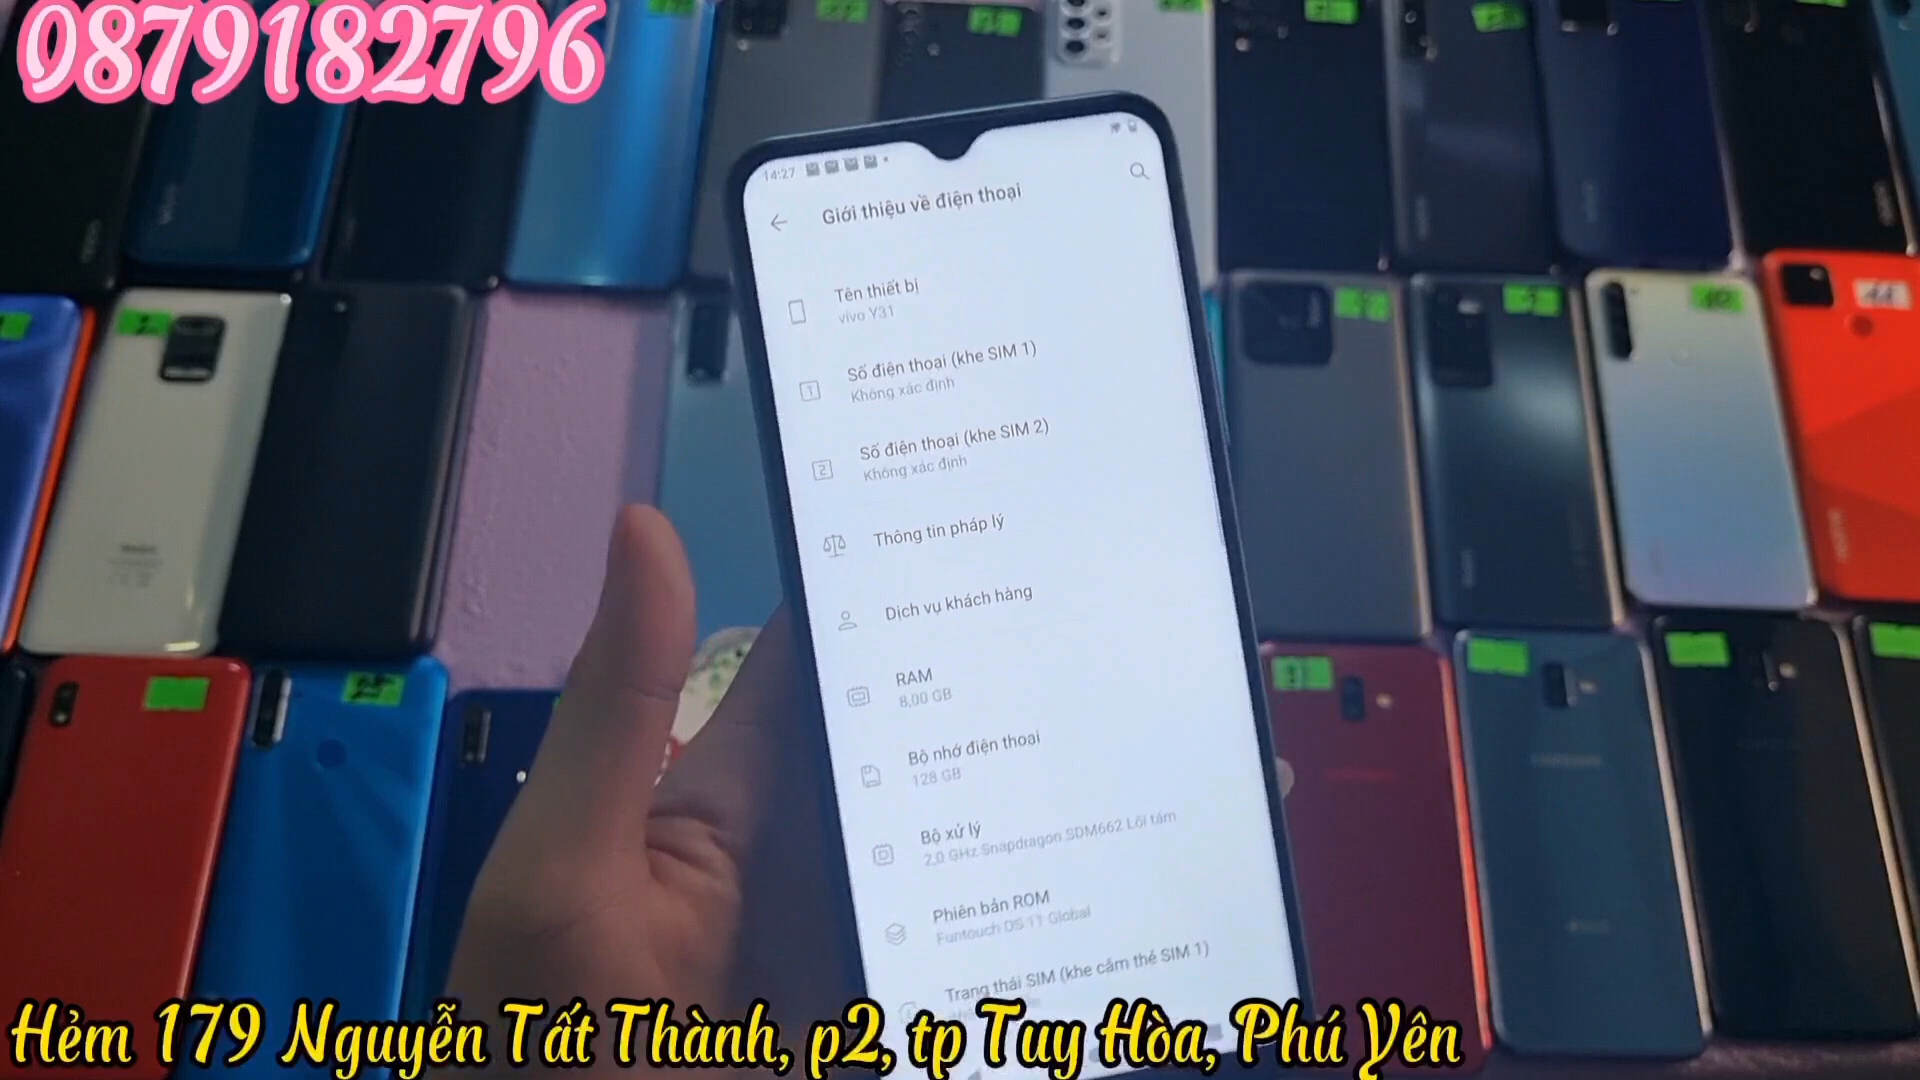 0879182796
14:27
Giới thiệu về điện thoại
Tên thiết bị
vivo Y31
Số điện thoại (khe SIM 1)
Không xác định
Số điện thoại (khe SIM 2)
Không xác định
Thông tin pháp lý
Dịch vụ khách hàng
RAM
8,00 GB
Bộ nhớ điện thoại
128 GB
Bộ xử lý
2,0 GHz Snapdragon SDM662 Lõi tám
Phiên bản ROM
Funtouch OS 11 Global
Trạng thái SIM (khe cắm thẻ SIM 1)
Hẻm 179 Nguyễn Tất Thành, p2, tp Tuy Hòa, Phú Yên